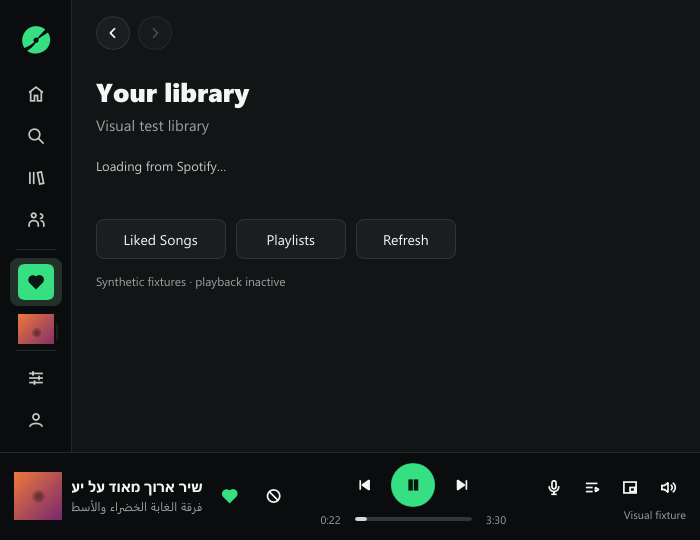 Your library
Visual test library
Loading from Spotify...
Liked Songs
Playlists
Refresh
Synthetic fixtures · playback inactive
שיר ארוך מאוד על יע
فرقة الغابة الخضراء والأسط
0:22
3:30
Visual fixture